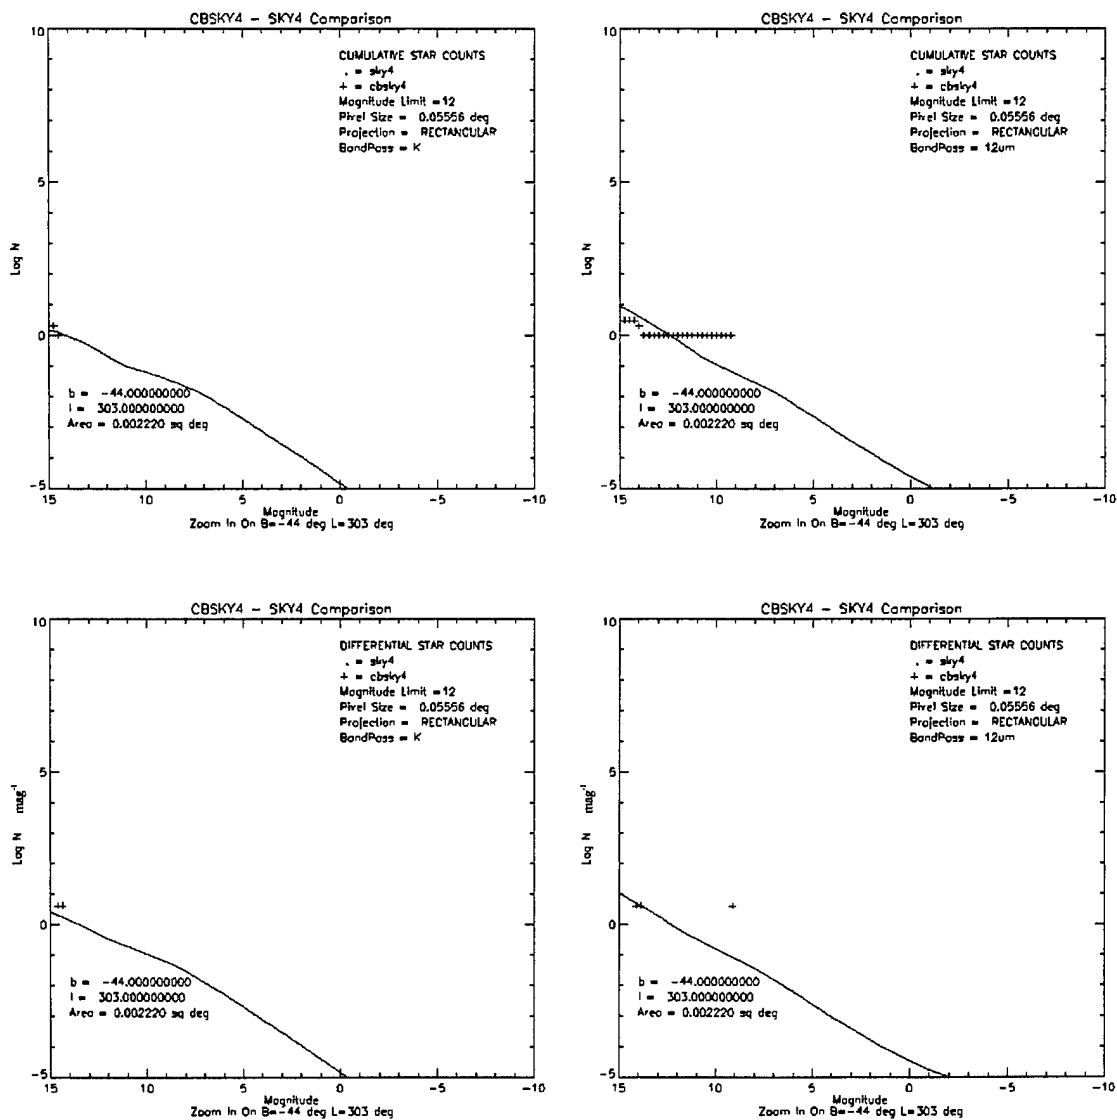 CBSKY4 - SKY4 Comparison
10
CUMULATIVE STAR COUNTS
. = sky4
+ = cbsky4
Magnitude Limit =12
Pixel Size = 0.05556 deg
Projection = RECTANGULAR
BandPass = K
5
Log N
0
b = -44.000000000
l = 303.000000000
Area = 0.002220 sq deg
-5
15 10 5 0 -5 -10
Magnitude
Zoom In On B=-44 deg L=303 deg
CBSKY4 - SKY4 Comparison
10
CUMULATIVE STAR COUNTS
. = sky4
+ = cbsky4
Magnitude Limit =12
Pixel Size = 0.05556 deg
Projection = RECTANGULAR
BandPass = 12um
5
Log N
0
b = -44.000000000
l = 303.000000000
Area = 0.002220 sq deg
-5
15 10 5 0 -5 -10
Magnitude
Zoom In On B=-44 deg L=303 deg
CBSKY4 - SKY4 Comparison
10
DIFFERENTIAL STAR COUNTS
. = sky4
+ = cbsky4
Magnitude Limit =12
Pixel Size = 0.05556 deg
Projection = RECTANGULAR
BandPass = K
5
Log N mag⁻¹
0
b = -44.000000000
l = 303.000000000
Area = 0.002220 sq deg
-5
15 10 5 0 -5 -10
Magnitude
Zoom In On B=-44 deg L=303 deg
CBSKY4 - SKY4 Comparison
10
DIFFERENTIAL STAR COUNTS
. = sky4
+ = cbsky4
Magnitude Limit =12
Pixel Size = 0.05556 deg
Projection = RECTANGULAR
BandPass = 12um
5
Log N mag⁻¹
0
b = -44.000000000
l = 303.000000000
Area = 0.002220 sq deg
-5
15 10 5 0 -5 -10
Magnitude
Zoom In On B=-44 deg L=303 deg